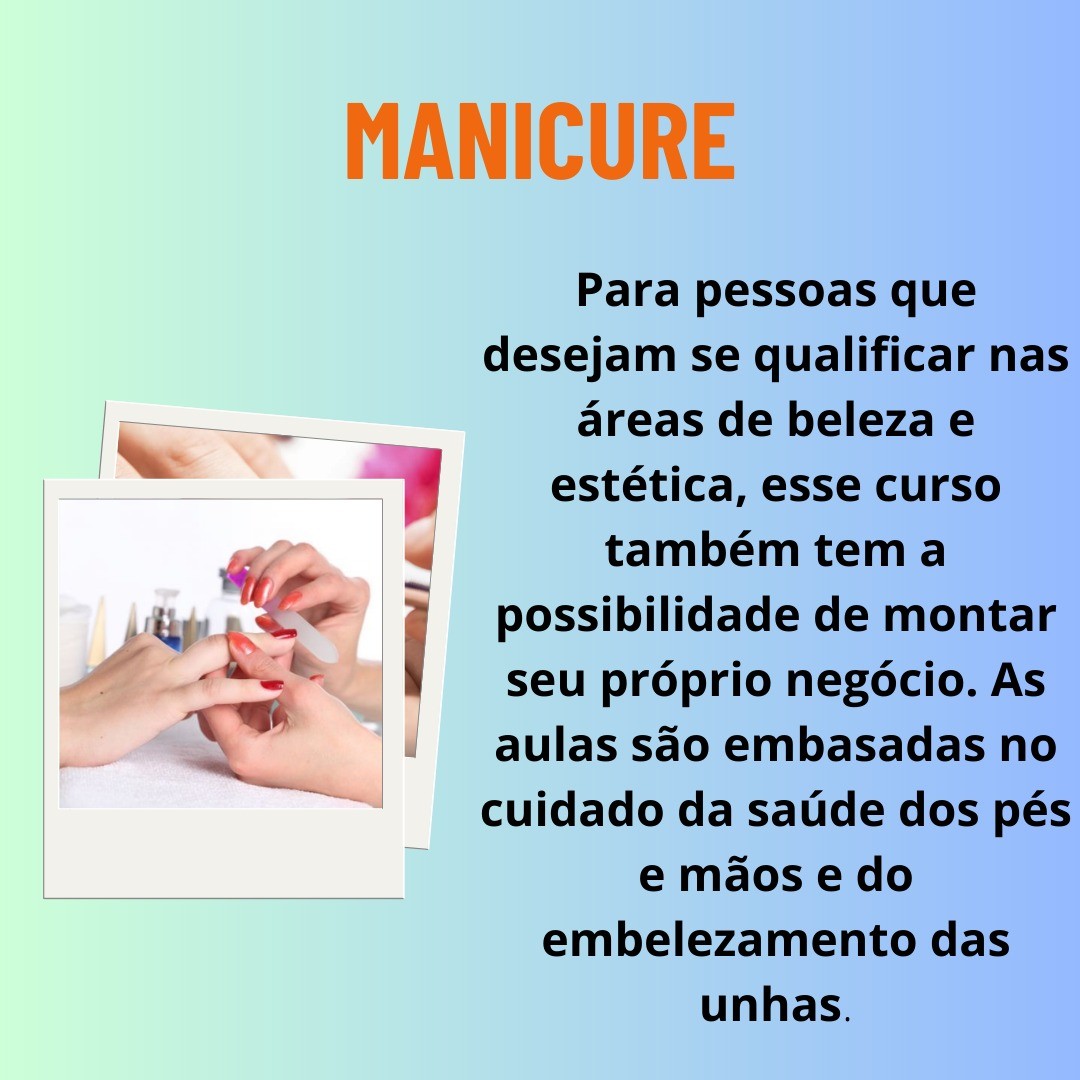 MANICURE
Para pessoas que
desejam se qualificar nas
áreas de beleza e
estética, esse curso
também tem a
possibilidade de montar
seu próprio negócio. As
aulas são embasadas no
cuidado da saúde dos pés
e mãos e do
embelezamento das
unhas.